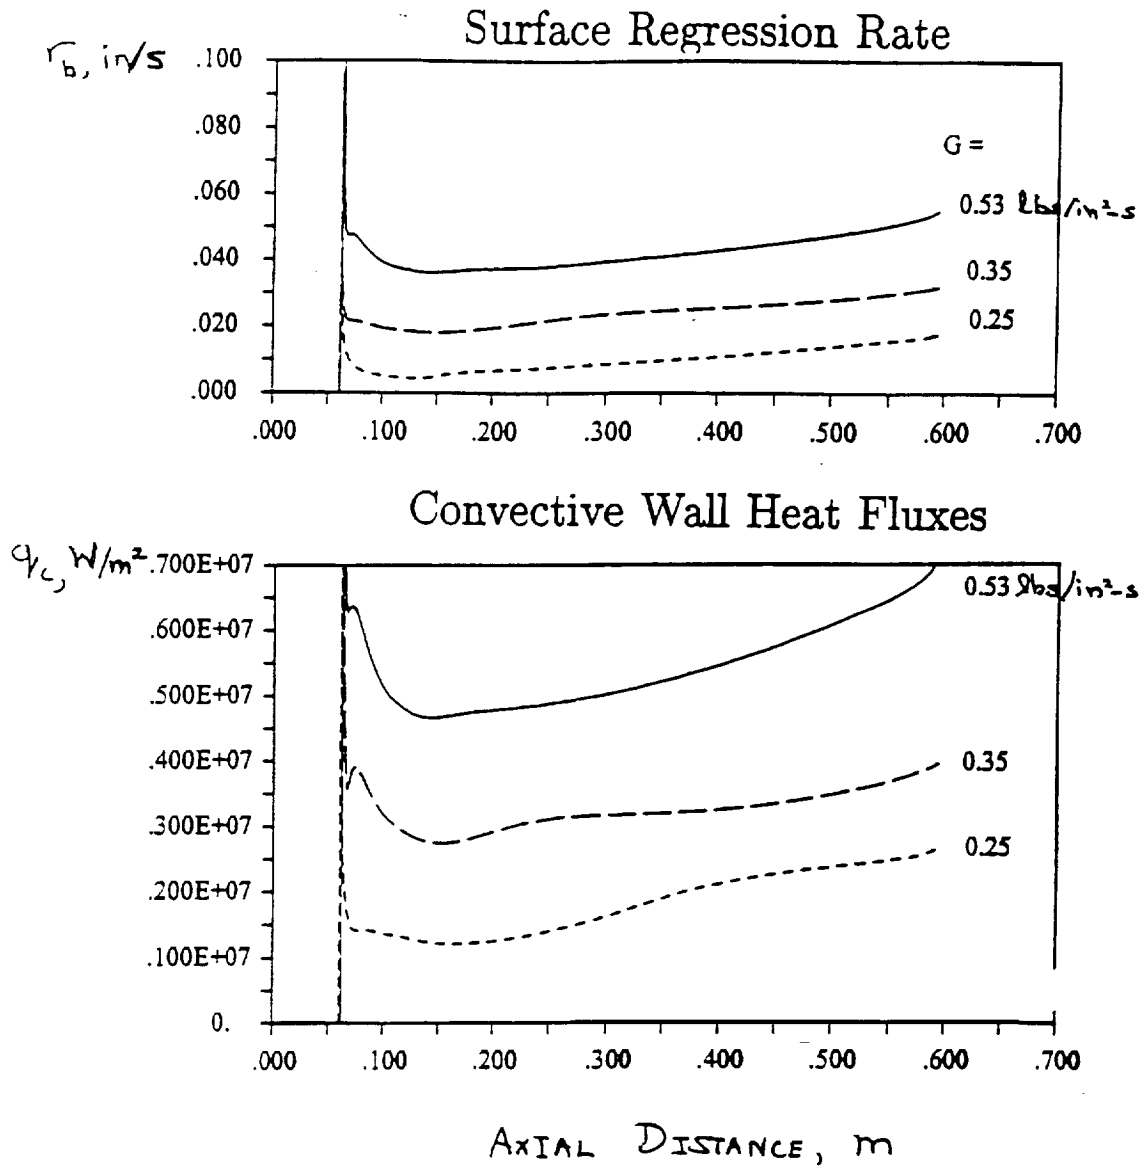 Surface Regression Rate
r_b, in/s
.100
.080
.060
.040
.020
.000
G =
0.53 lbs/in²-s
0.35
0.25
.000 .100 .200 .300 .400 .500 .600 .700
Convective Wall Heat Fluxes
q_c, W/m²
.700E+07
.600E+07
.500E+07
.400E+07
.300E+07
.200E+07
.100E+07
0.
0.53 lbs/in²-s
0.35
0.25
.000 .100 .200 .300 .400 .500 .600 .700
AXIAL DISTANCE, m